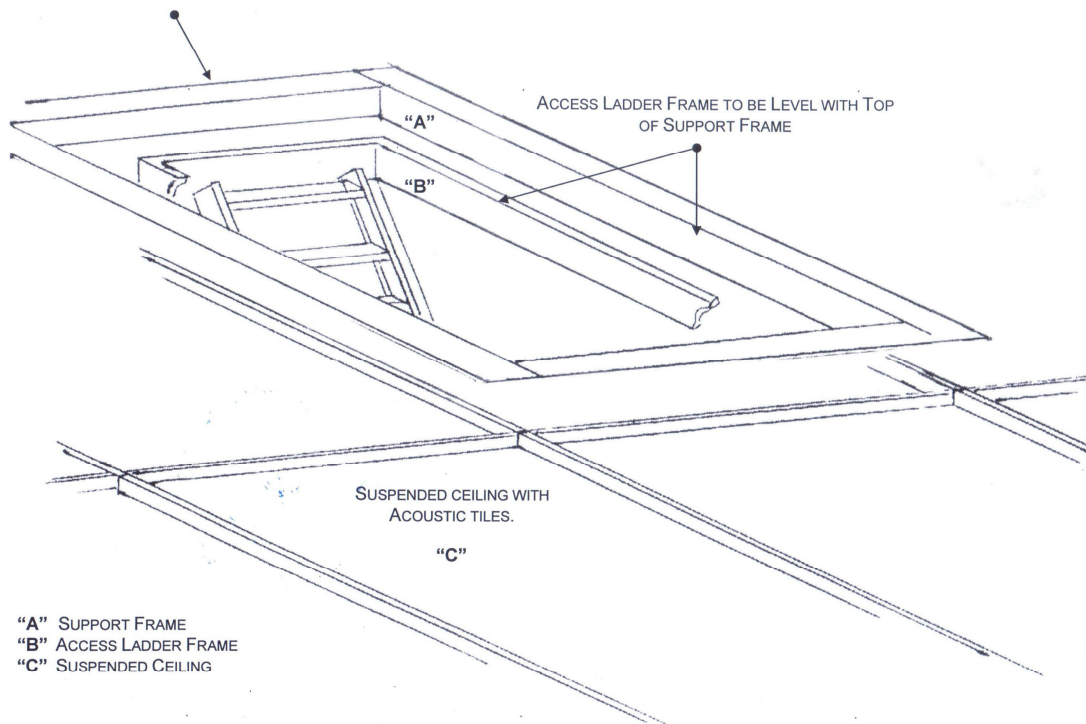 ACCESS LADDER FRAME TO BE LEVEL WITH TOP
OF SUPPORT FRAME
"A"
"B"
SUSPENDED CEILING WITH
ACOUSTIC TILES.
"C"
"A" SUPPORT FRAME
"B" ACCESS LADDER FRAME
"C" SUSPENDED CEILING